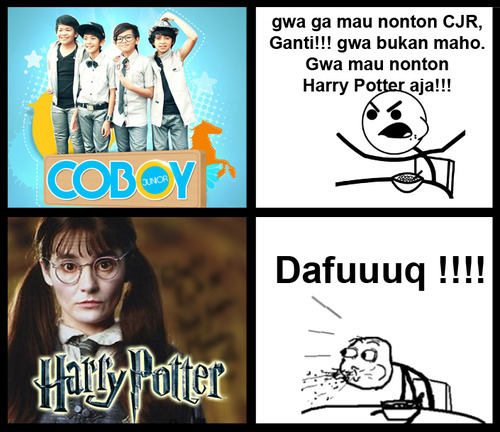 COBOY
JUNIOR
gwa ga mau nonton CJR,
Ganti!!! gwa bukan maho.
Gwa mau nonton
Harry Potter aja!!!
Harry Potter
Dafuuuq !!!!